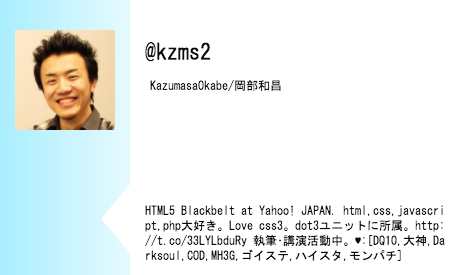 @kzms2
KazumasaOkabe/岡部和昌
HTML5 Blackbelt at Yahoo! JAPAN. html,css,javascri
pt,php大好き。Love css3。dot3ユニットに所属。http:
//t.co/33LYLbduRy 執筆・講演活動中。♥:[DQ10,大神,Da
rksoul,COD,MH3G,ゴイステ,ハイスタ,モンパチ]